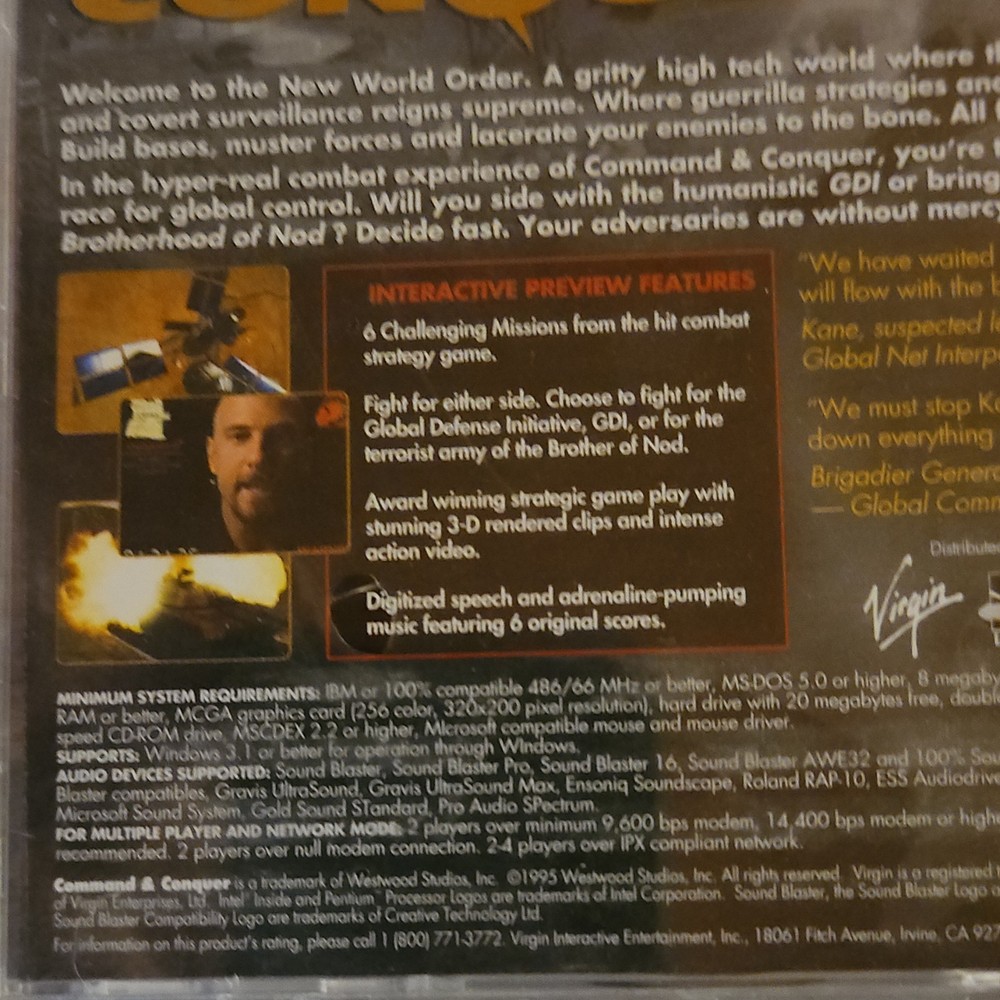 CONQU
Welcome to the New World Order. A gritty high tech world where
and covert surveillance reigns supreme. Where guerrilla strategies and
Build bases, muster forces and lacerate your enemies to the bone. All
In the hyper-real combat experience of Command & Conquer, you're
race for global control. Will you side with the humanistic GDI or bring
Brotherhood of Nod ? Decide fast. Your adversaries are without mercy
INTERACTIVE PREVIEW FEATURES
6 Challenging Missions from the hit combat
strategy game.
Fight for either side. Choose to fight for the
Global Defense Initiative, GDI, or for the
terrorist army of the Brother of Nod.
Award winning strategic game play with
stunning 3-D rendered clips and intense
action video.
Digitized speech and adrenaline-pumping
music featuring 6 original scores.
"We have waited
will flow with the
Kane, suspected
Global Net Interp
"We must stop
down everything
Brigadier Genera
— Global Comm
Distribute
Virgin
MINIMUM SYSTEM REQUIREMENTS: IBM or 100% compatible 486/66 MHz or better, MS-DOS 5.0 or higher, 8 megaby
RAM or better, MCGA graphics card (256 color, 320x200 pixel resolution), hard drive with 20 megabytes free, doubl
speed CD-ROM drive, MSCDEX 2.2 or higher, Microsoft compatible mouse and mouse driver.
SUPPORTS: Windows 3.1 or better for operation through Windows.
AUDIO DEVICES SUPPORTED: Sound Blaster, Sound Blaster Pro, Sound Blaster 16, Sound Blaster AWE32 and 100% Sou
Blaster compatibles, Gravis UltraSound, Gravis UltraSound Max, Ensoniq Soundscape, Roland RAP-10, ESS Audiodrive
Microsoft Sound System, Gold Sound STandard, Pro Audio SPectrum.
FOR MULTIPLE PLAYER AND NETWORK MODE: 2 players over minimum 9,600 bps modem, 14,400 bps modem or highe
recommended. 2 players over null modem connection. 2-4 players over IPX compliant network.
Command & Conquer is a trademark of Westwood Studios, Inc. ©1995 Westwood Studios, Inc. All rights reserved. Virgin is a registered
of Virgin Enterprises, Ltd. Intel Inside and Pentium Processor Logos are trademarks of Intel Corporation. Sound Blaster, the Sound Blaster Logo
Sound Blaster Compatibility Logo are trademarks of Creative Technology Ltd.
For information on this product's rating, please call 1 (800) 771-3772. Virgin Interactive Entertainment, Inc., 18061 Fitch Avenue, Irvine, CA 927